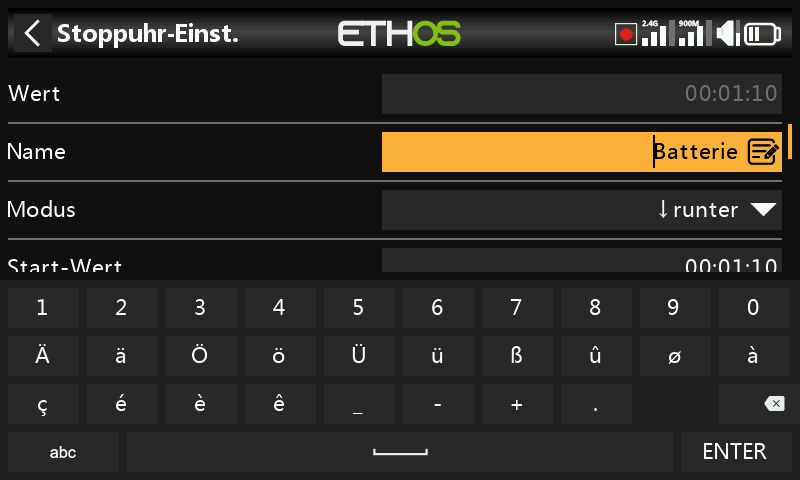 Stoppuhr-Einst. ETHOS 2.4G 900M
Wert 00:01:10
Name Batterie
Modus ↓runter
Start-Wert 00:01:10
1 2 3 4 5 6 7 8 9 0
Ä ä Ö ö Ü ü ß û ø à
ç é è ê _ - + .
abc ENTER